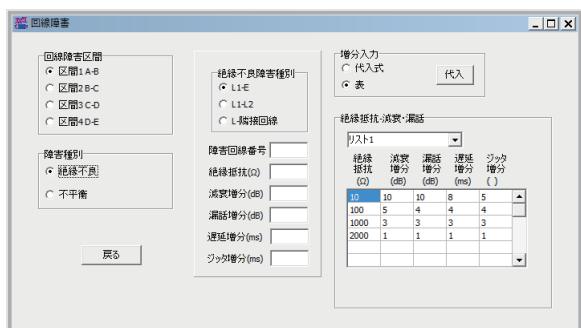 回線障害
回線障害区間
区間1 A-B
区間2 B-C
区間3 C-D
区間4 D-E
障害種別
絶縁不良
不平衡
戻る
絶縁不良障害種別
L1-E
L1-L2
L-隣接回線
障害回線番号
絶縁抵抗(Ω)
減衰増分(dB)
漏話増分(dB)
遅延増分(ms)
ジッタ増分(ms)
増分入力
代入式
表
代入
絶縁抵抗-減衰・漏話
リスト1
絶縁 減衰 漏話 遅延 ジッタ
抵抗 増分 増分 増分 増分
(Ω) (dB) (dB) (ms) ( )
10 10 10 8 5
100 5 4 4 4
1000 3 3 3 3
2000 1 1 1 1